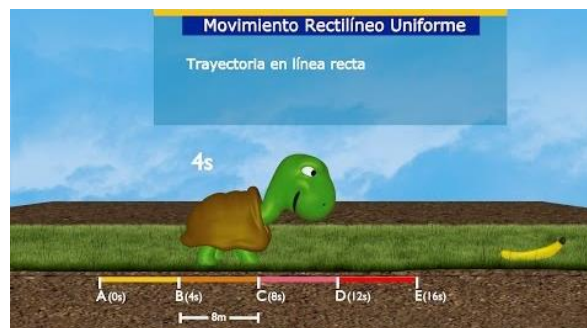 Movimiento Rectilíneo Uniforme
Trayectoria en línea recta
4s
A (0s) B (4s) C (8s) D (12s) E (16s)
8m